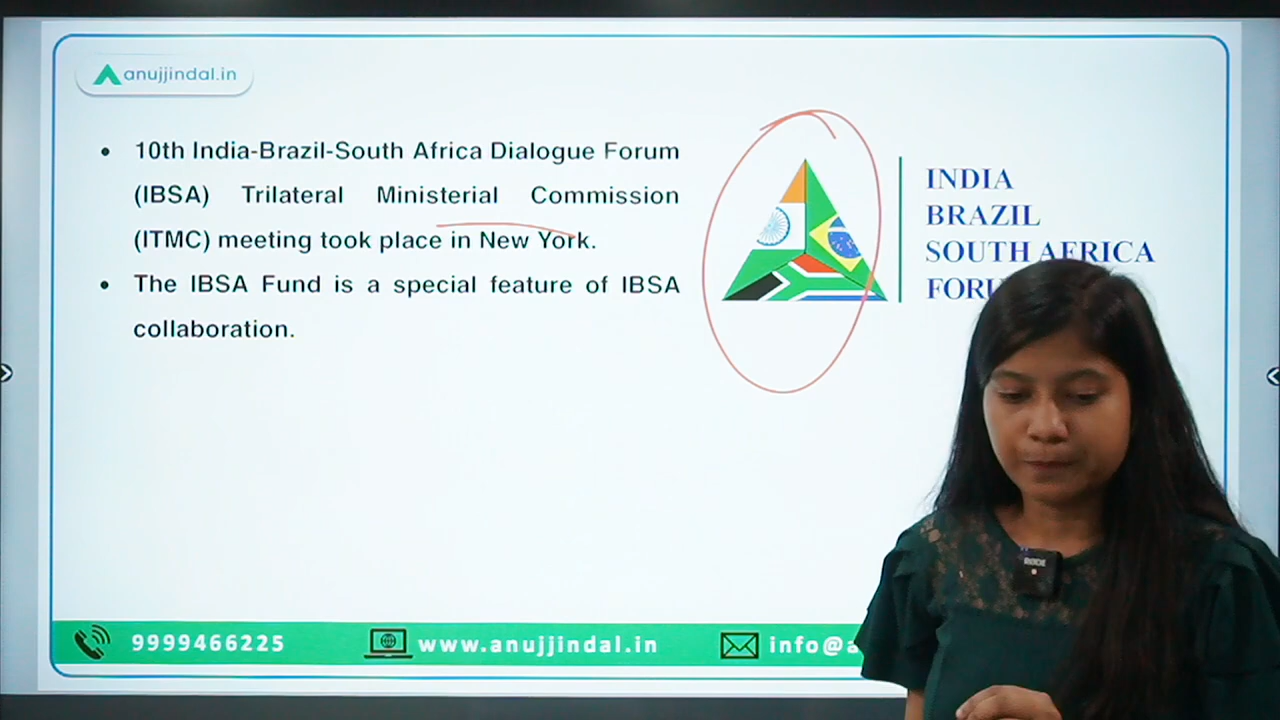 anujjindal.in
• 10th India-Brazil-South Africa Dialogue Forum
(IBSA) Trilateral Ministerial Commission
(ITMC) meeting took place in New York.
• The IBSA Fund is a special feature of IBSA
collaboration.
INDIA
BRAZIL
SOUTH AFRICA
9999466225
www.anujjindal.in
RØDE